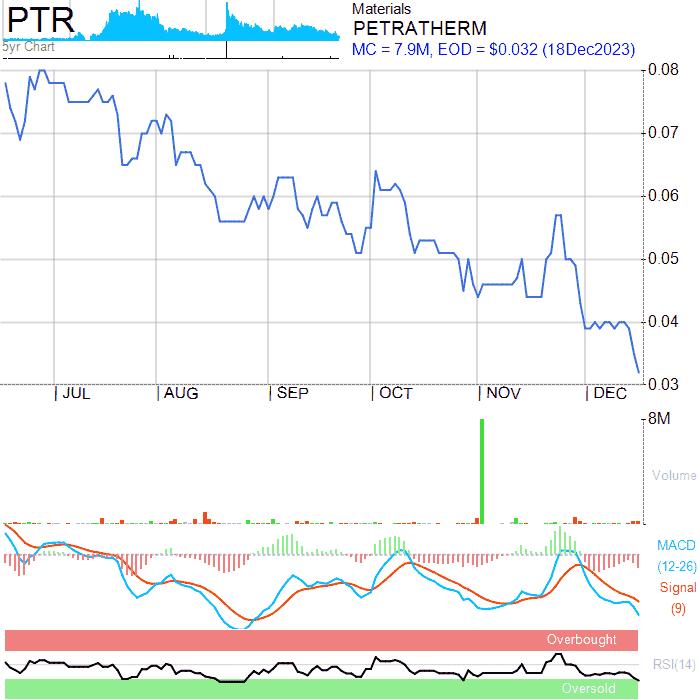 PTR
5yr Chart
Materials
PETRATHERM
MC = 7.9M, EOD = $0.032 (18Dec2023)
0.08
0.07
0.06
0.05
0.04
0.03
JUL AUG SEP OCT NOV DEC
8M
Volume
MACD
(12-26)
Signal
(9)
Overbought
RSI(14)
Oversold